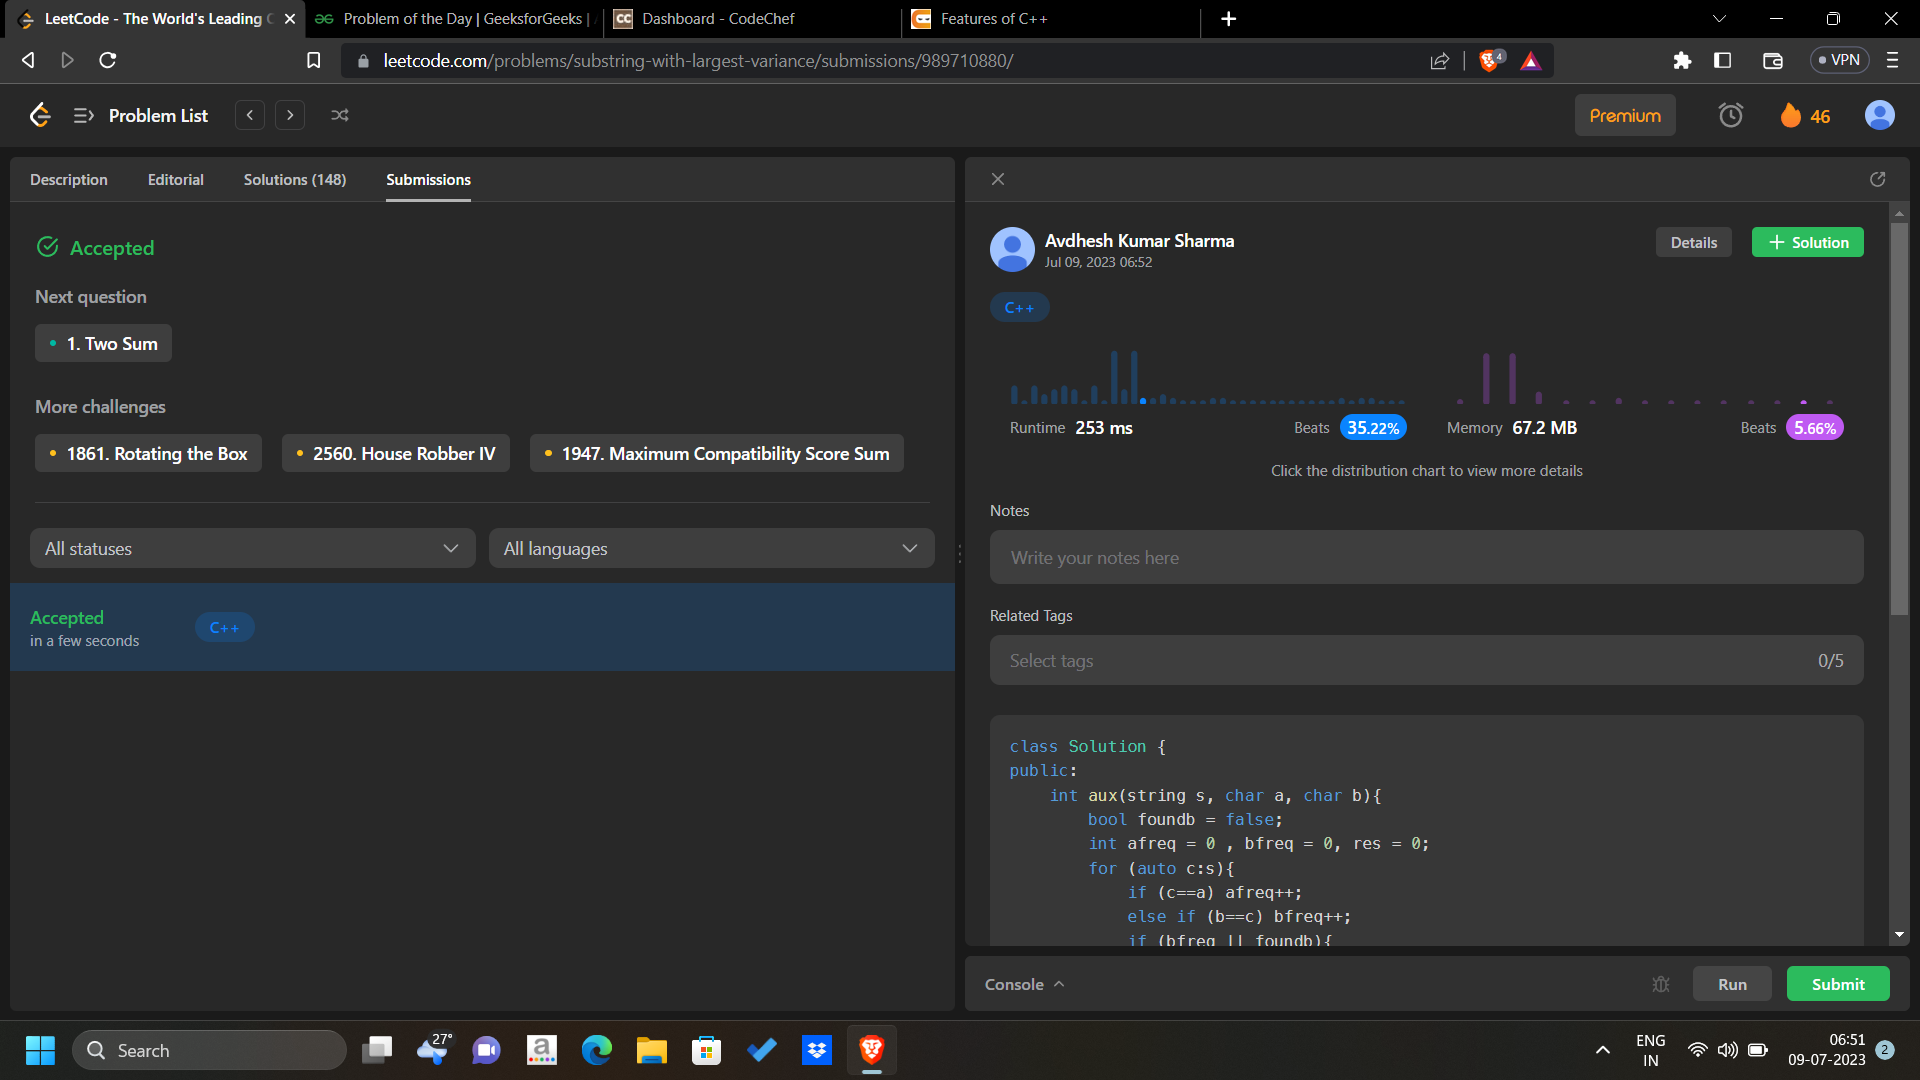 LeetCode - The World's Leading
Problem of the Day | GeeksforGeeks |
CC Dashboard - CodeChef
Features of C++
leetcode.com/problems/substring-with-largest-variance/submissions/989710880/
4
VPN
Problem List
Premium
46
Description
Editorial
Solutions (148)
Submissions
Accepted
Next question
1. Two Sum
More challenges
1861. Rotating the Box
2560. House Robber IV
1947. Maximum Compatibility Score Sum
All statuses
All languages
Accepted
in a few seconds
C++
Avdhesh Kumar Sharma
Jul 09, 2023 06:52
Details
+ Solution
C++
Runtime 253 ms
Beats 35.22%
Memory 67.2 MB
Beats 5.66%
Click the distribution chart to view more details
Notes
Write your notes here
Related Tags
Select tags
0/5
class Solution {
public:
int aux(string s, char a, char b){
bool foundb = false;
int afreq = 0 , bfreq = 0, res = 0;
for (auto c:s){
if (c==a) afreq++;
else if (b==c) bfreq++;
if (bfreq || foundb){
Console
Run
Submit
Search
27°
a
ENG
IN
06:51
09-07-2023
2